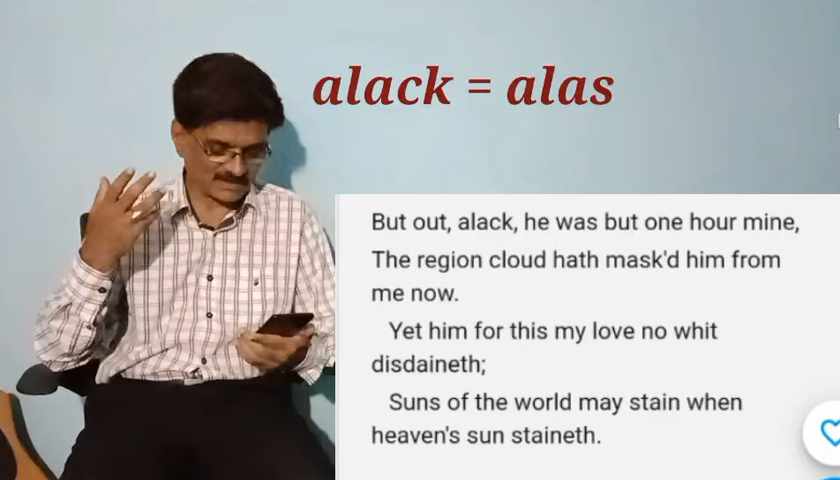 alack = alas
But out, alack, he was but one hour mine,
The region cloud hath mask'd him from
me now.
Yet him for this my love no whit
disdaineth;
Suns of the world may stain when
heaven's sun staineth.